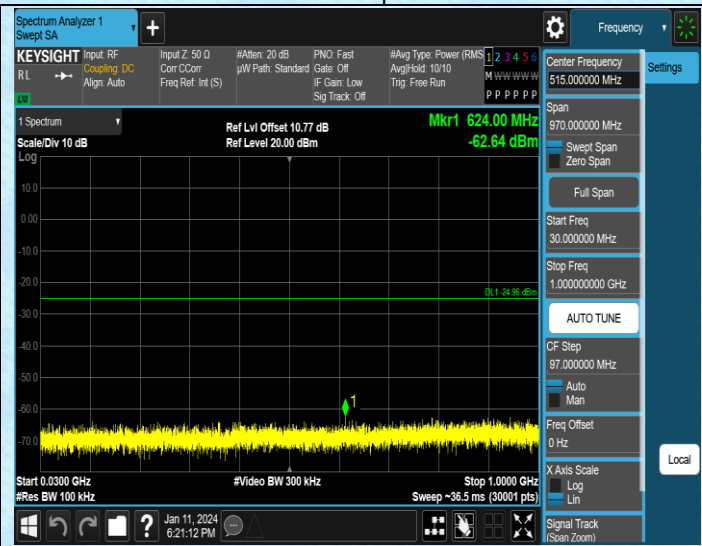 Spectrum Analyzer 1
Swept SA
+
Frequency
KEYSIGHT
RL
LXI
Input: RF
Coupling: DC
Align: Auto
Input Z: 50 Ω
Corr CCorr
Freq Ref: Int (S)
#Atten: 20 dB
µW Path: Standard
PNO: Fast
Gate: Off
IF Gain: Low
Sig Track: Off
#Avg Type: Power (RMS
Avg|Hold: 10/10
Trig: Free Run
1 2 3 4 5 6
M W W W W W
P P P P P P
1 Spectrum
Scale/Div 10 dB
Log
Ref Lvl Offset 10.77 dB
Ref Level 20.00 dBm
Mkr1 624.00 MHz
-62.64 dBm
10.0
0.00
-10.0
-20.0
DL1 -24.96 dBm
-30.0
-40.0
-50.0
-60.0
1
-70.0
Start 0.0300 GHz
#Res BW 100 kHz
#Video BW 300 kHz
Stop 1.0000 GHz
Sweep ~36.5 ms (30001 pts)
?
Jan 11, 2024
6:21:12 PM
Center Frequency
515.000000 MHz
Settings
Span
970.000000 MHz
Swept Span
Zero Span
Full Span
Start Freq
30.000000 MHz
Stop Freq
1.000000000 GHz
AUTO TUNE
CF Step
97.000000 MHz
Auto
Man
Freq Offset
0 Hz
X Axis Scale
Log
Lin
Local
Signal Track
(Span Zoom)